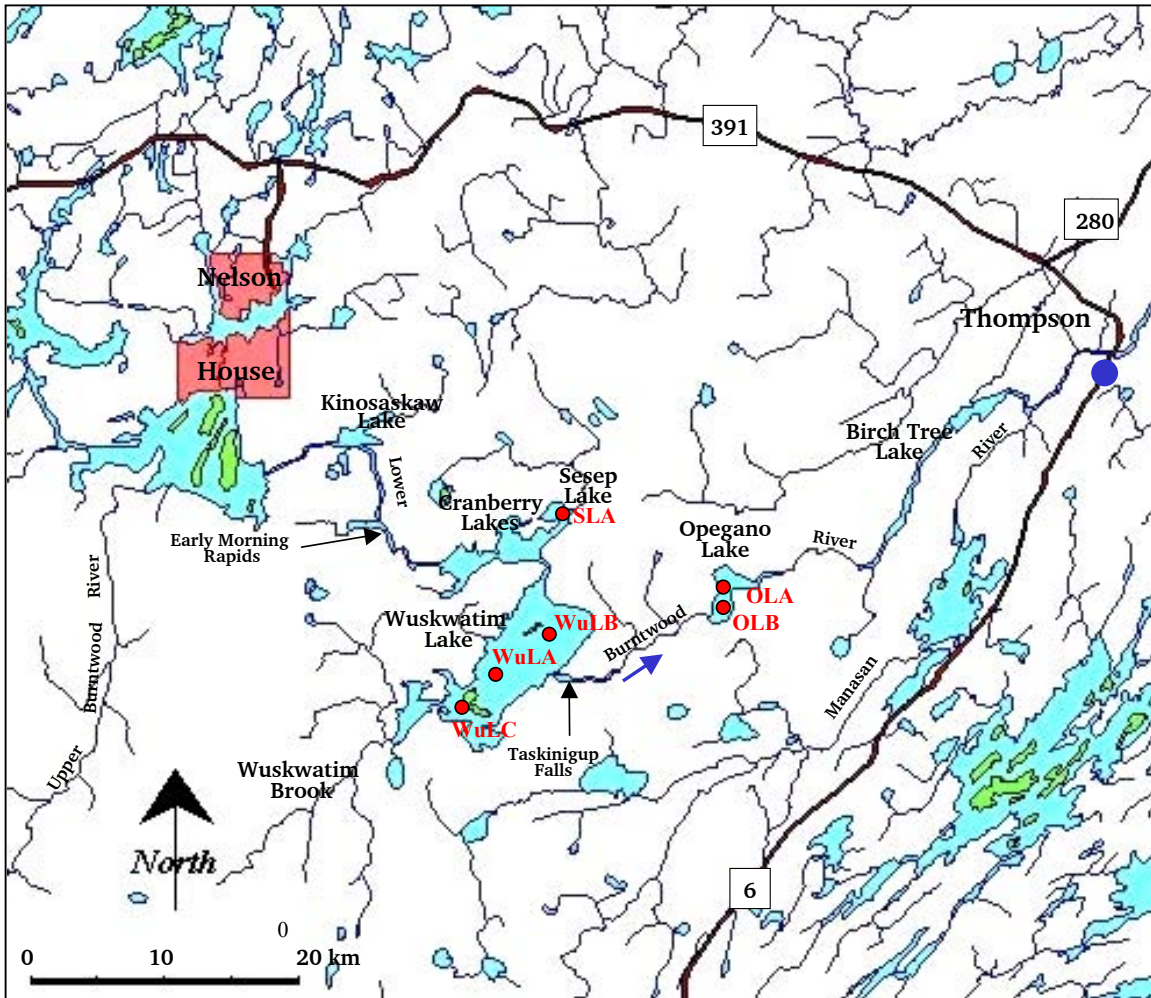 391
280
Nelson
Thompson
House
Kinosaskaw
Lake
Birch Tree
Lake
River
Lower
Sesep
Lake
Cranberry
Lakes
SLA
Opegano
Lake
Early Morning
Rapids
River
River
OLA
OLB
Wuskwatim
Lake
WuLB
Burntwood
WuLA
Burntwood
Manasan
WuLC
Upper
Taskinigup
Falls
Wuskwatim
Brook
North
6
0
0 10 20 km